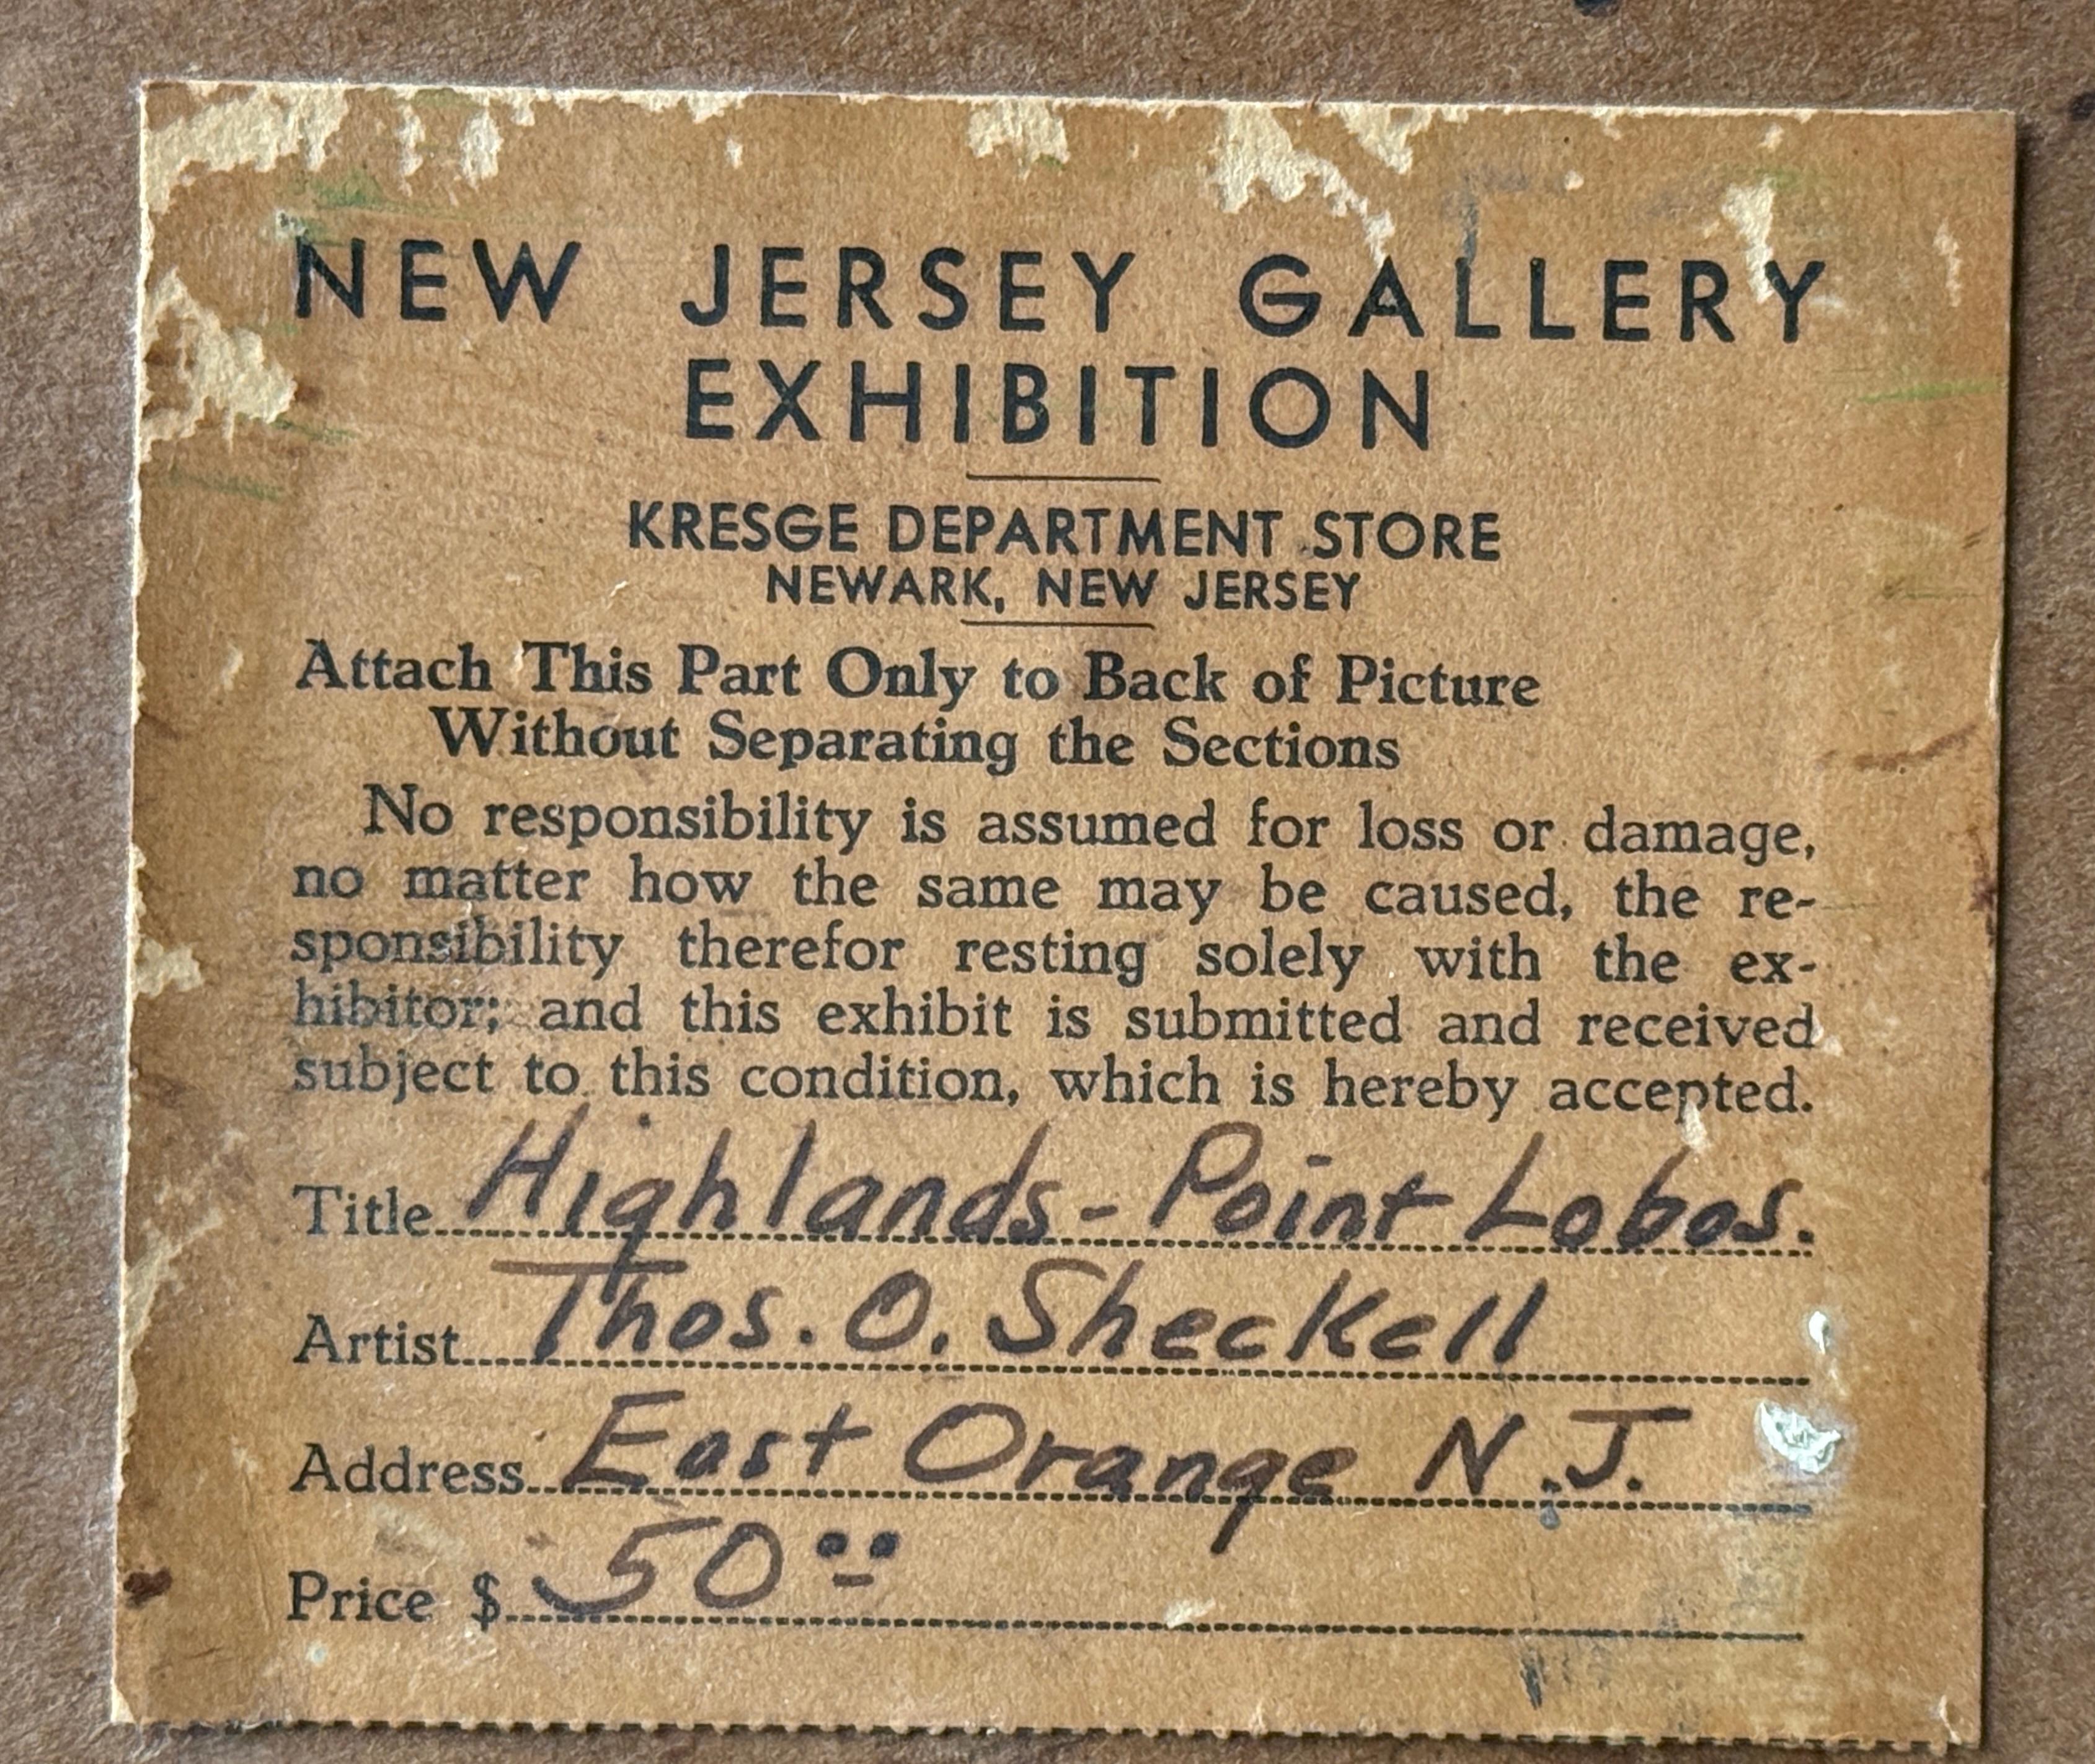 NEW JERSEY GALLERY
EXHIBITION
KRESGE DEPARTMENT STORE
NEWARK, NEW JERSEY
Attach This Part Only to Back of Picture
Without Separating the Sections
No responsibility is assumed for loss or damage,
no matter how the same may be caused, the re-
sponsibility therefor resting solely with the ex-
hibitor; and this exhibit is submitted and received
subject to this condition, which is hereby accepted.
Title Highlands - Point Lobos.
Artist Thos. O. Sheckell
Address East Orange N.J.
Price $ 50 00